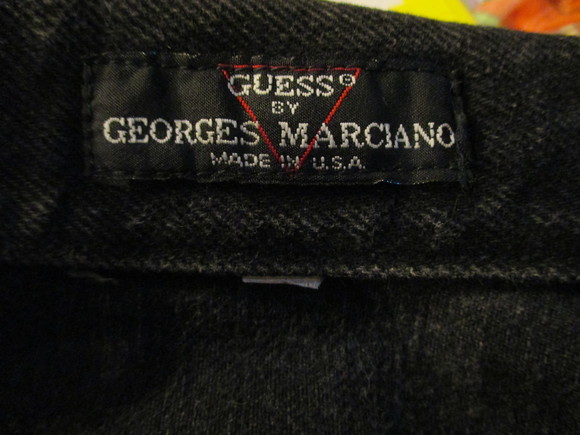 GUESS®
BY
GEORGES MARCIANO
MADE IN U.S.A.